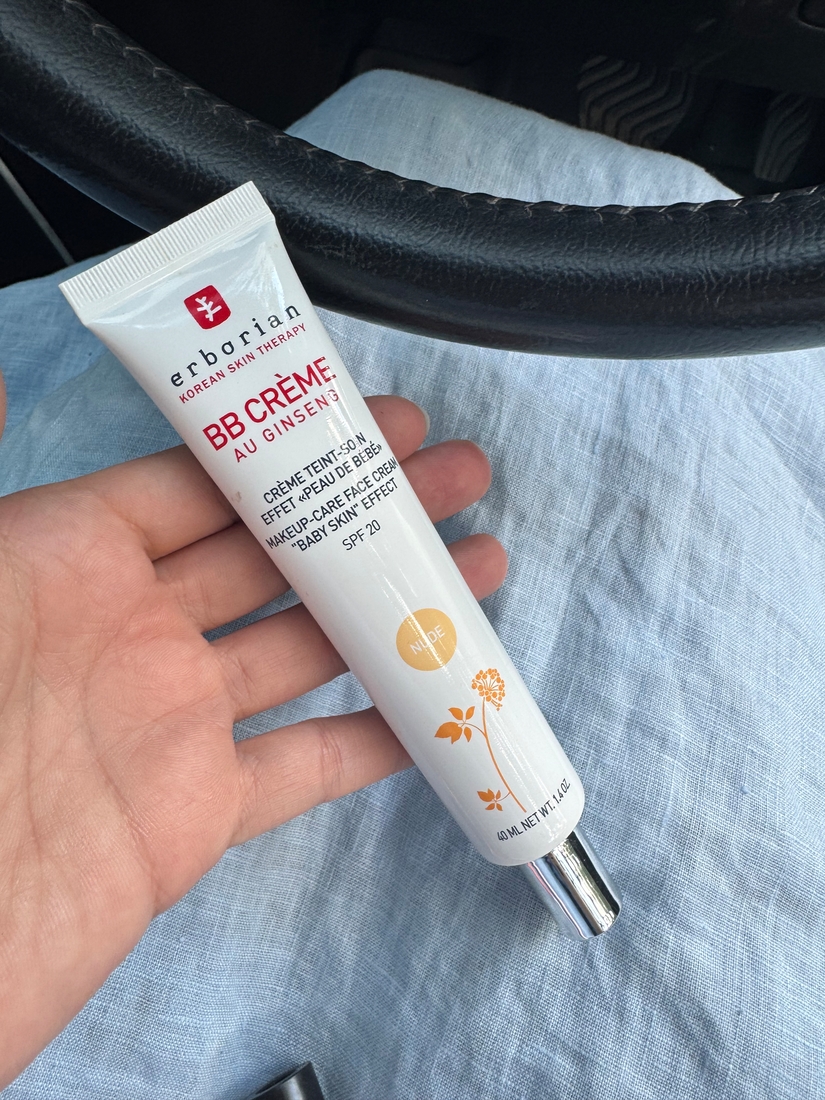 erborian
KOREAN SKIN THERAPY
BB CRÈME
AU GINSENG
CRÈME TEINT-SOIN
EFFET «PEAU DE BÉBÉ»
MAKEUP-CARE FACE CREAM
"BABY SKIN" EFFECT
SPF 20
NUDE
40 ML NET WT. 1.4 OZ